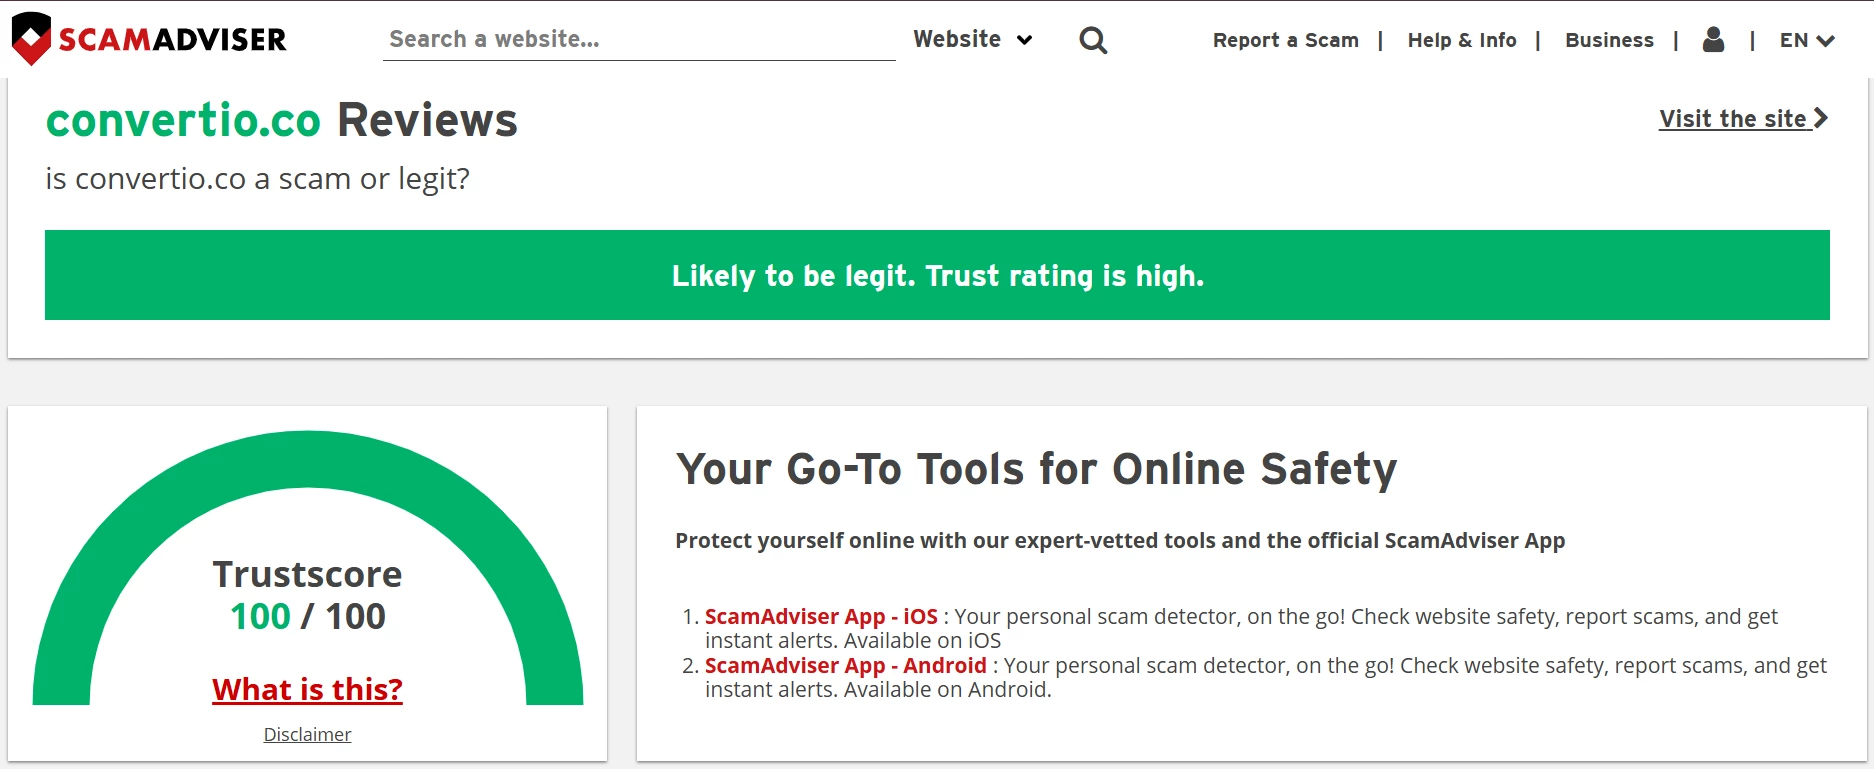 SCAMADVISER
Search a website...
Website
Report a Scam | Help & Info | Business | | EN
convertio.co Reviews
Visit the site
is convertio.co a scam or legit?
Likely to be legit. Trust rating is high.
Trustscore
100 / 100
What is this?
Disclaimer
Your Go-To Tools for Online Safety
Protect yourself online with our expert-vetted tools and the official ScamAdviser App
1. ScamAdviser App - iOS : Your personal scam detector, on the go! Check website safety, report scams, and get
instant alerts. Available on iOS
2. ScamAdviser App - Android : Your personal scam detector, on the go! Check website safety, report scams, and get
instant alerts. Available on Android.